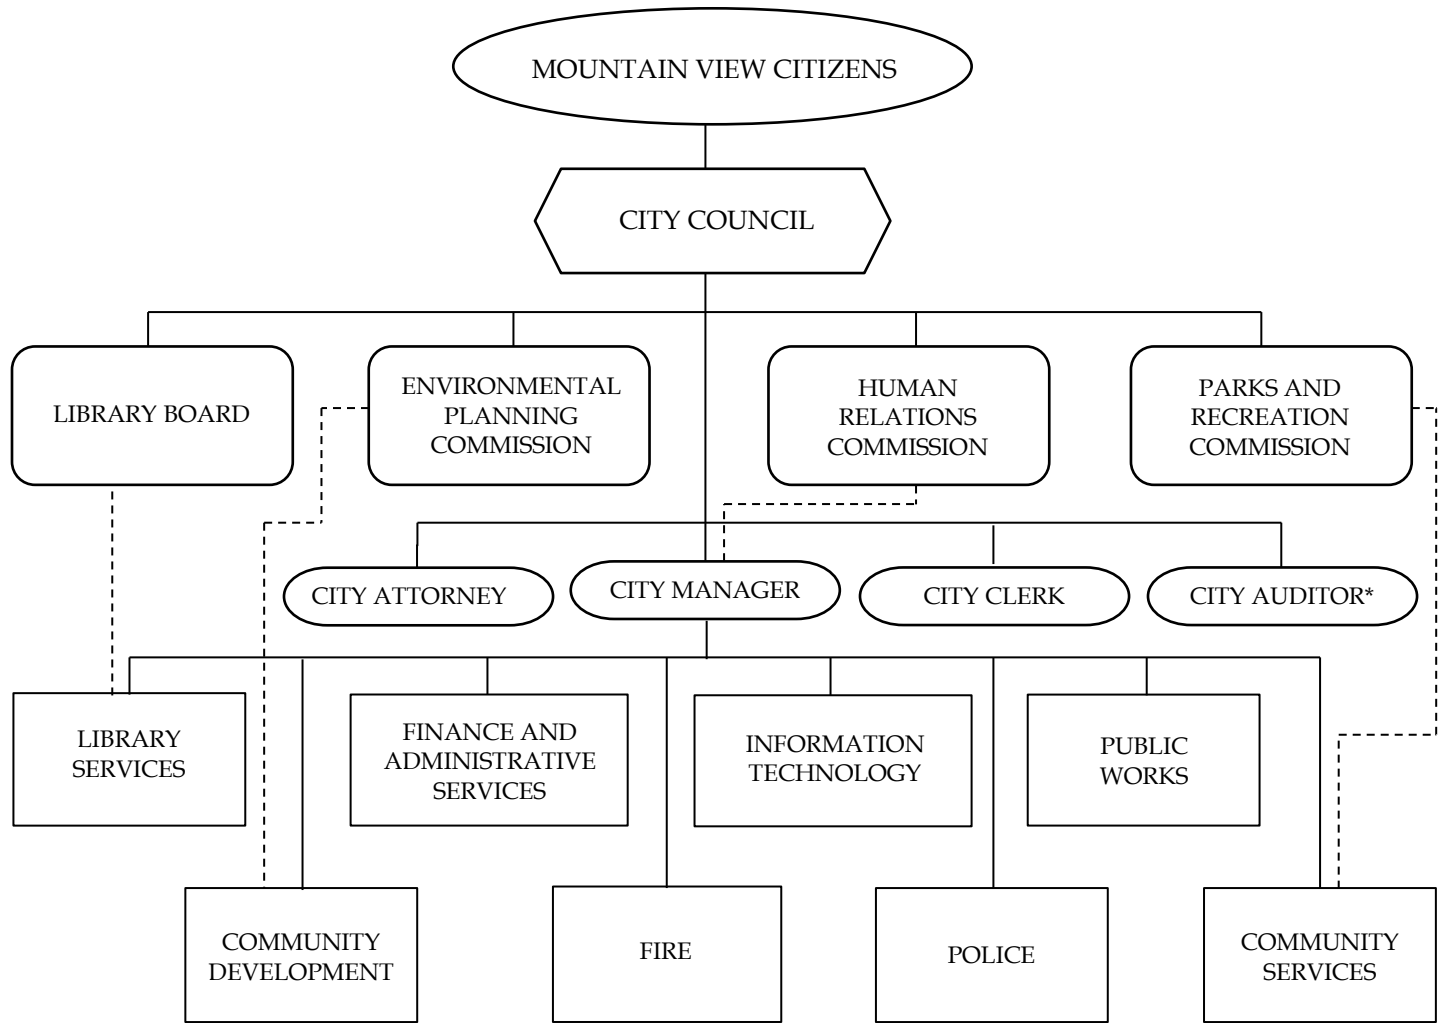 MOUNTAIN VIEW CITIZENS
CITY COUNCIL
LIBRARY BOARD
ENVIRONMENTAL
PLANNING
COMMISSION
HUMAN
RELATIONS
COMMISSION
PARKS AND
RECREATION
COMMISSION
CITY ATTORNEY
CITY MANAGER
CITY CLERK
CITY AUDITOR*
LIBRARY
SERVICES
FINANCE AND
ADMINISTRATIVE
SERVICES
INFORMATION
TECHNOLOGY
PUBLIC
WORKS
COMMUNITY
DEVELOPMENT
FIRE
POLICE
COMMUNITY
SERVICES